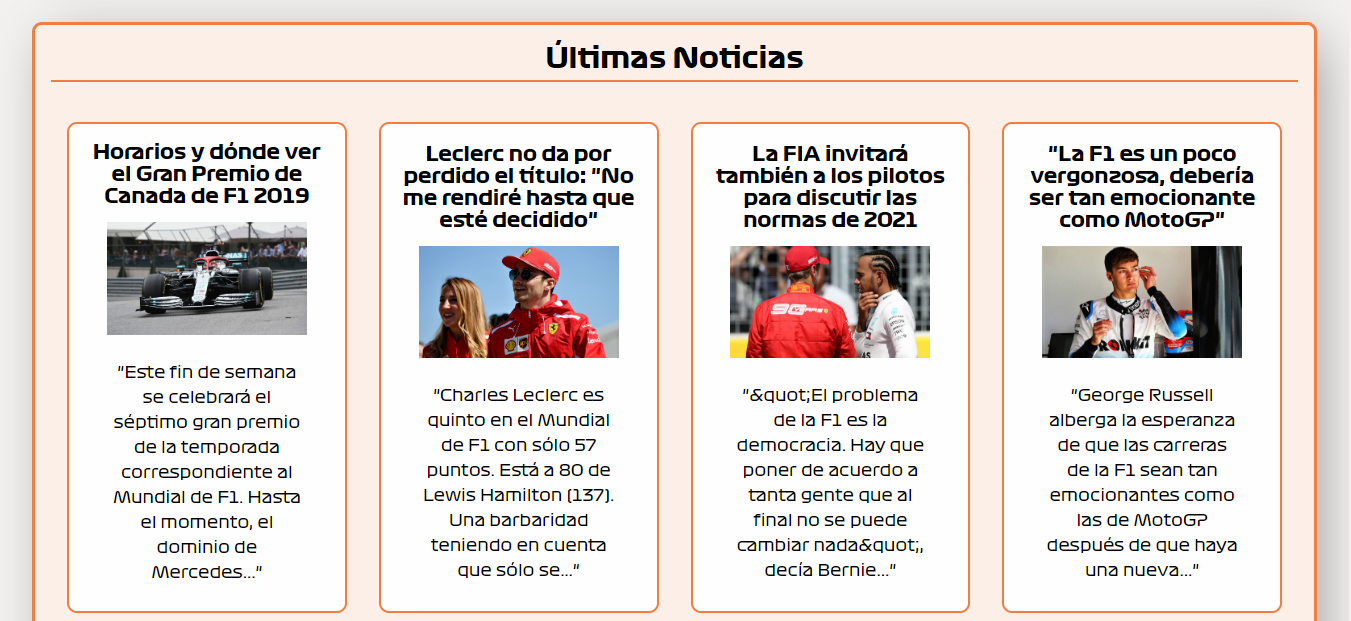 Últimas Noticias
Horarios y dónde ver
el Gran Premio de
Canada de F1 2019
"Este fin de semana
se celebrará el
séptimo gran premio
de la temporada
correspondiente al
Mundial de F1. Hasta
el momento, el
dominio de
Mercedes..."
Leclerc no da por
perdido el título: "No
me rendiré hasta que
esté decidido"
"Charles Leclerc es
quinto en el Mundial
de F1 con sólo 57
puntos. Está a 80 de
Lewis Hamilton (137).
Una barbaridad
teniendo en cuenta
que sólo se..."
La FIA invitará
también a los pilotos
para discutir las
normas de 2021
"&quot;El problema
de la F1 es la
democracia. Hay que
poner de acuerdo a
tanta gente que al
final no se puede
cambiar nada&quot;,
decía Bernie..."
"La F1 es un poco
vergonzosa, debería
ser tan emocionante
como MotoGP"
"George Russell
alberga la esperanza
de que las carreras
de la F1 sean tan
emocionantes como
las de MotoGP
después de que haya
una nueva..."